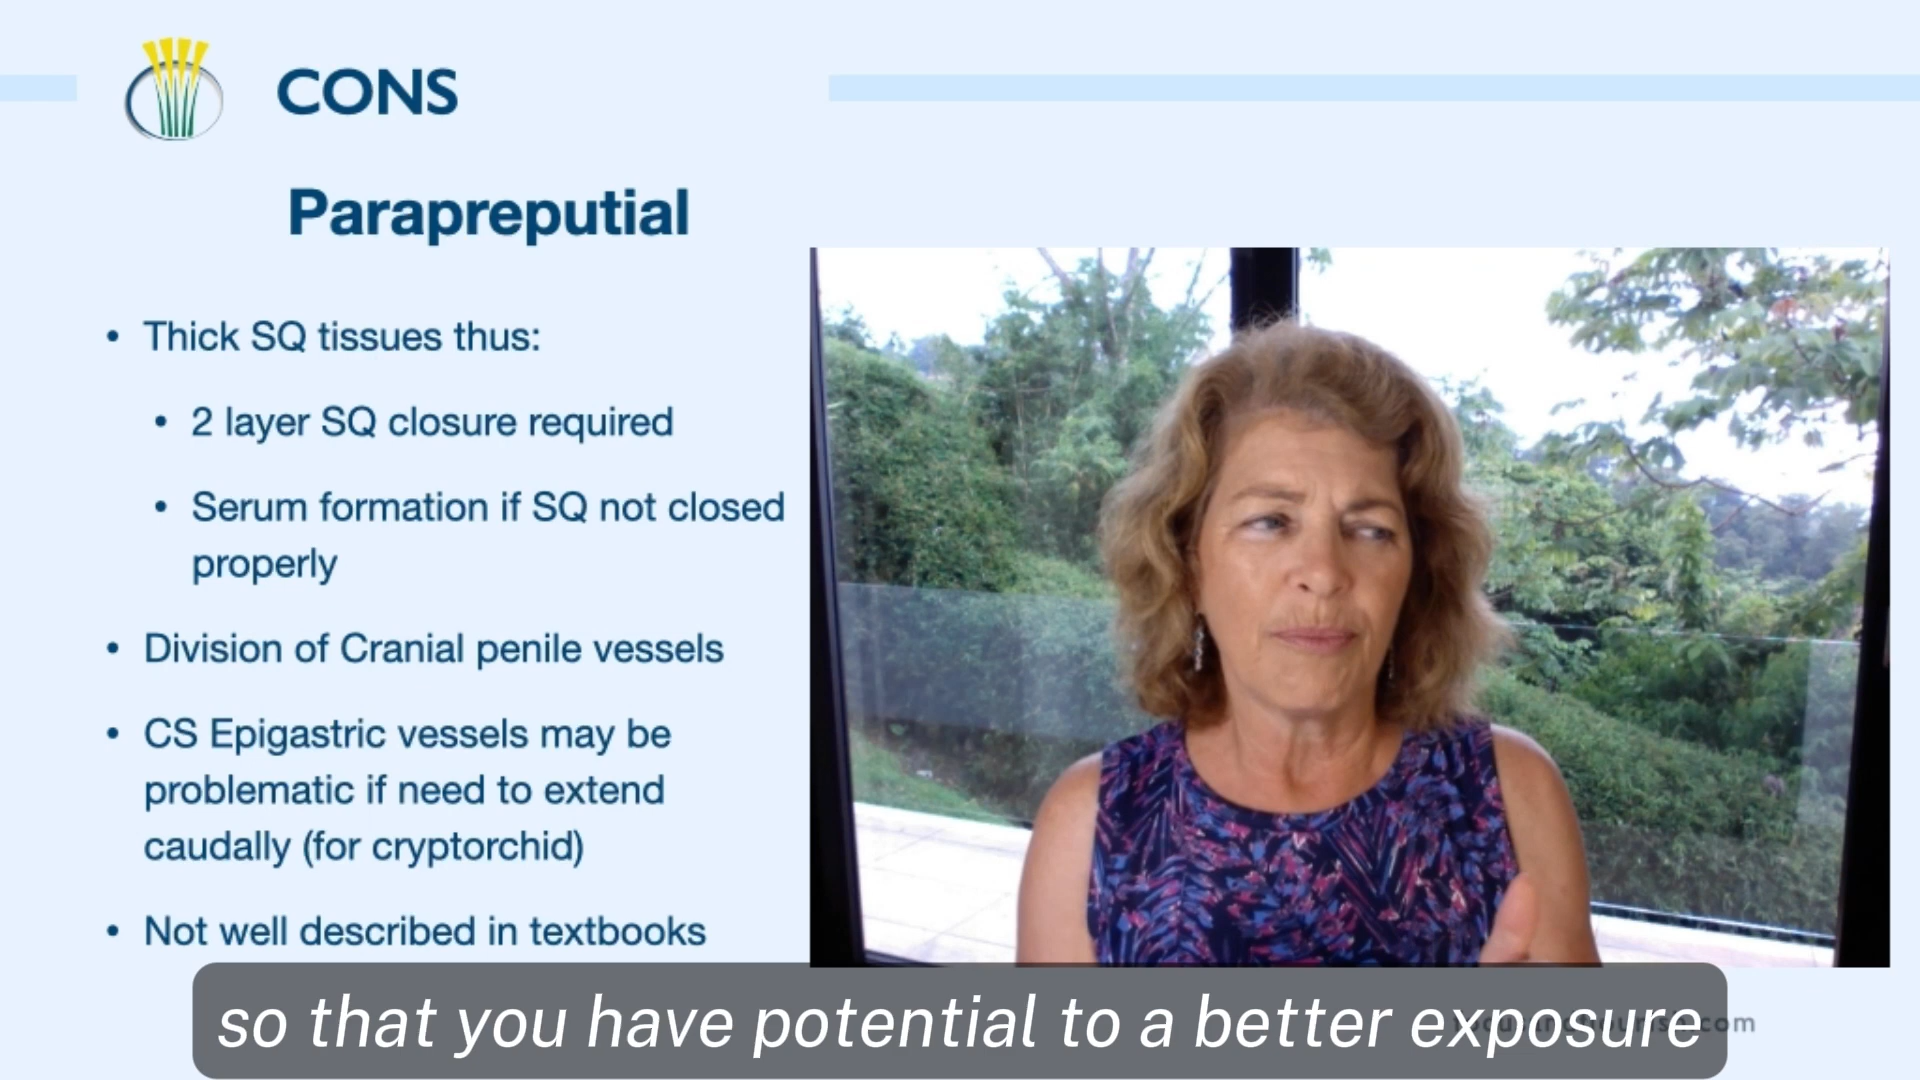 CONS
Parapreputial
• Thick SQ tissues thus:
• 2 layer SQ closure required
• Serum formation if SQ not closed
properly
• Division of Cranial penile vessels
• CS Epigastric vessels may be
problematic if need to extend
caudally (for cryptorchid)
• Not well described in textbooks
so that you have potential to a better exposure